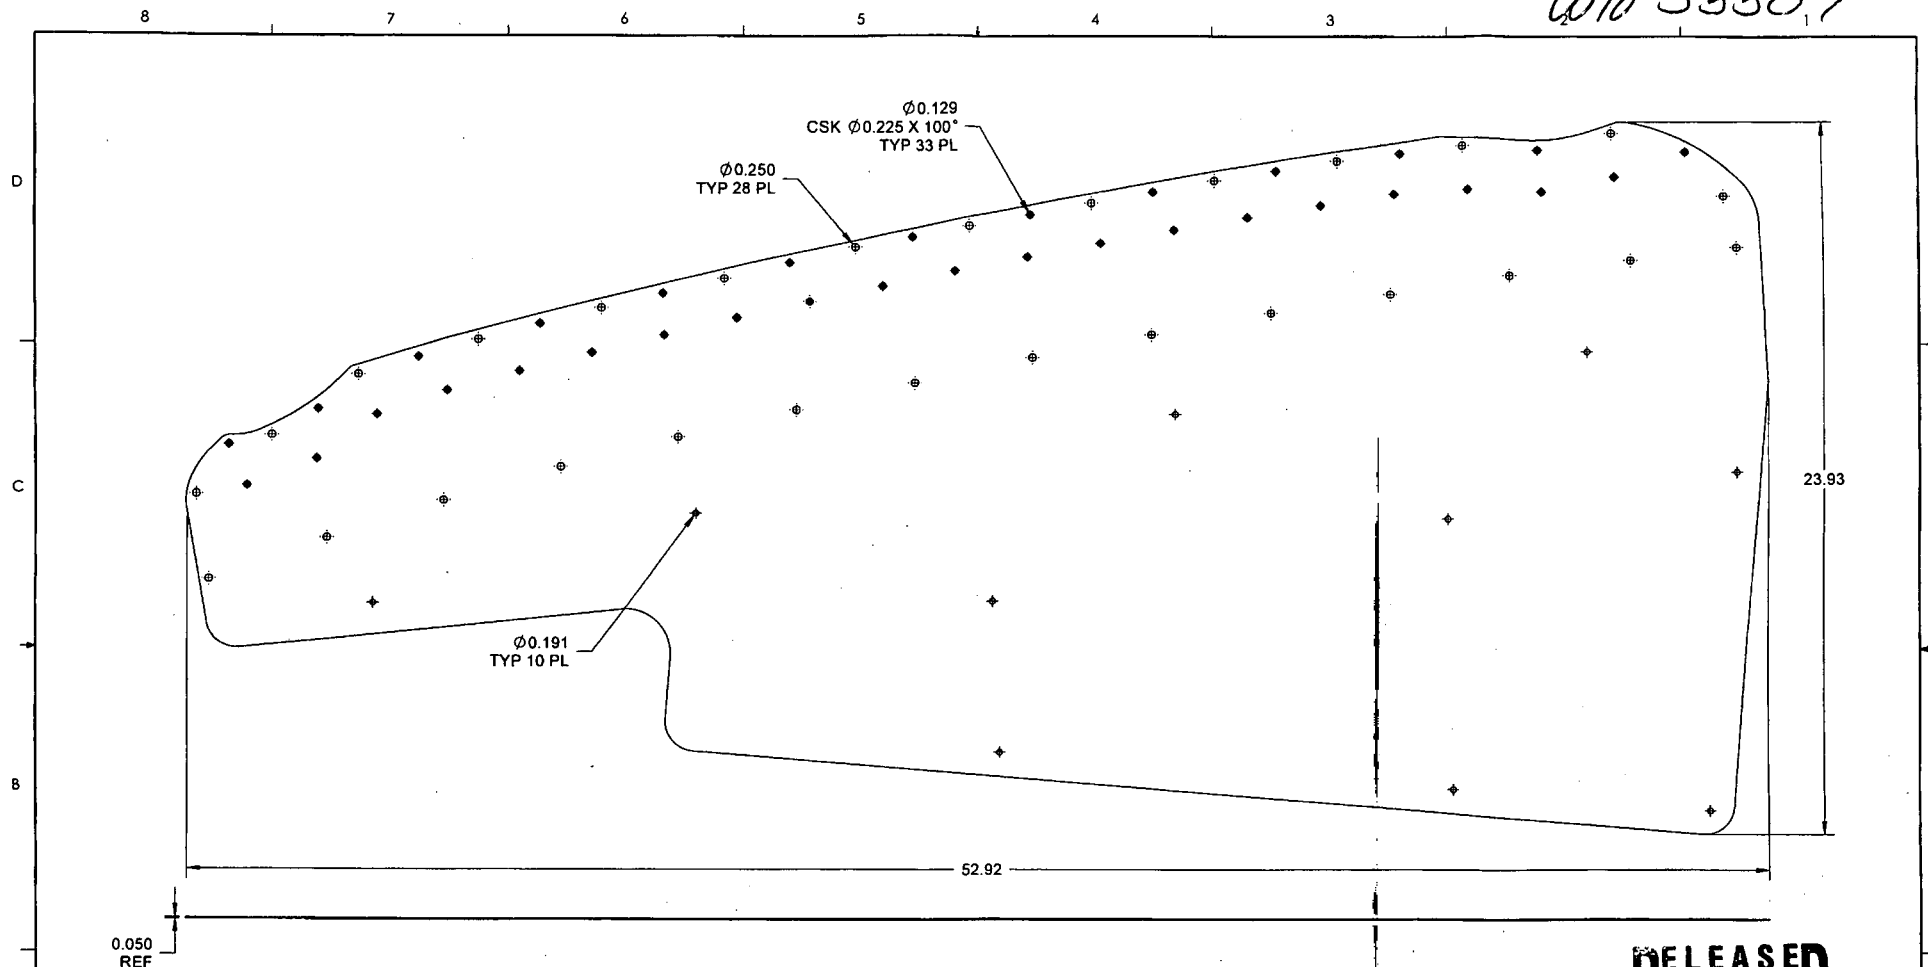 8 7 6 5 4 3 2 1
Ø0.129
CSK Ø0.225 X 100°
TYP 33 PL
Ø0.250
TYP 28 PL
D
C
23.93
Ø0.191
TYP 10 PL
B
52.92
0.050
REF
RELEASED